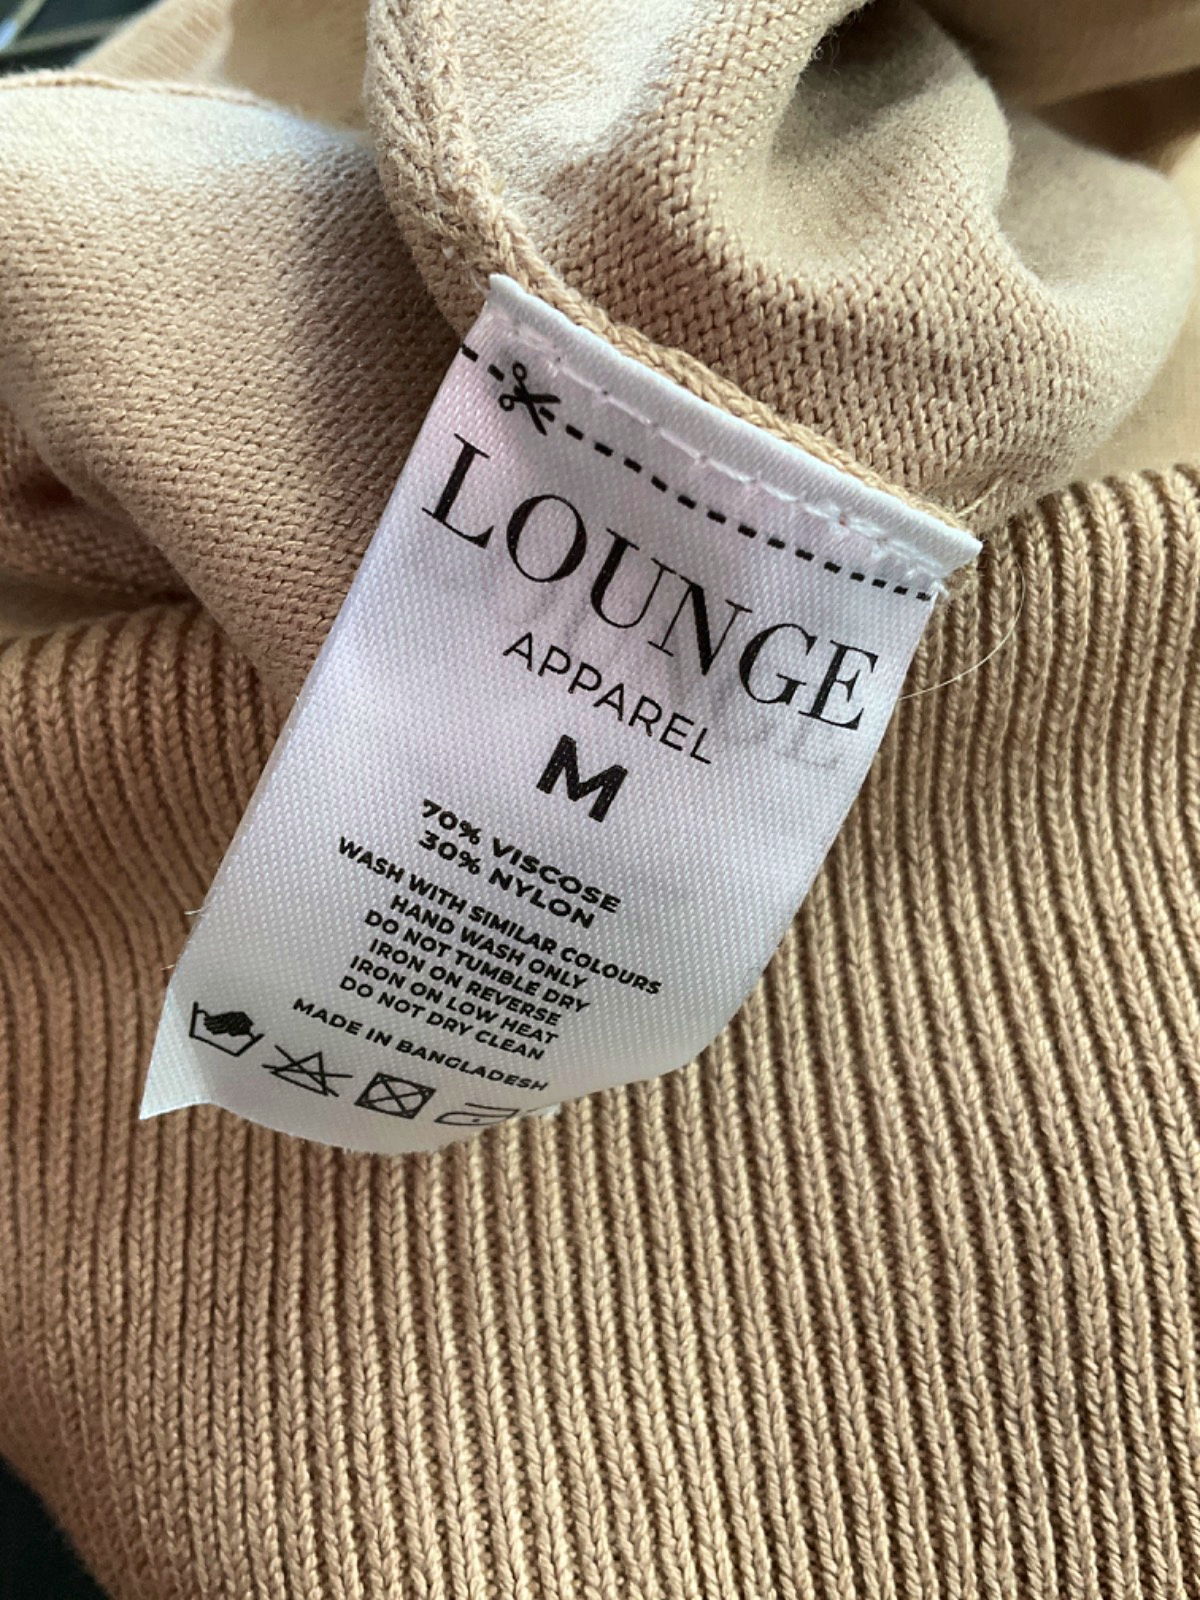 LOUNGE
APPAREL
M
70% VISCOSE
30% NYLON
WASH WITH SIMILAR COLOURS
HAND WASH ONLY
DO NOT TUMBLE DRY
IRON ON REVERSE
IRON ON LOW HEAT
DO NOT DRY CLEAN
MADE IN BANGLADESH